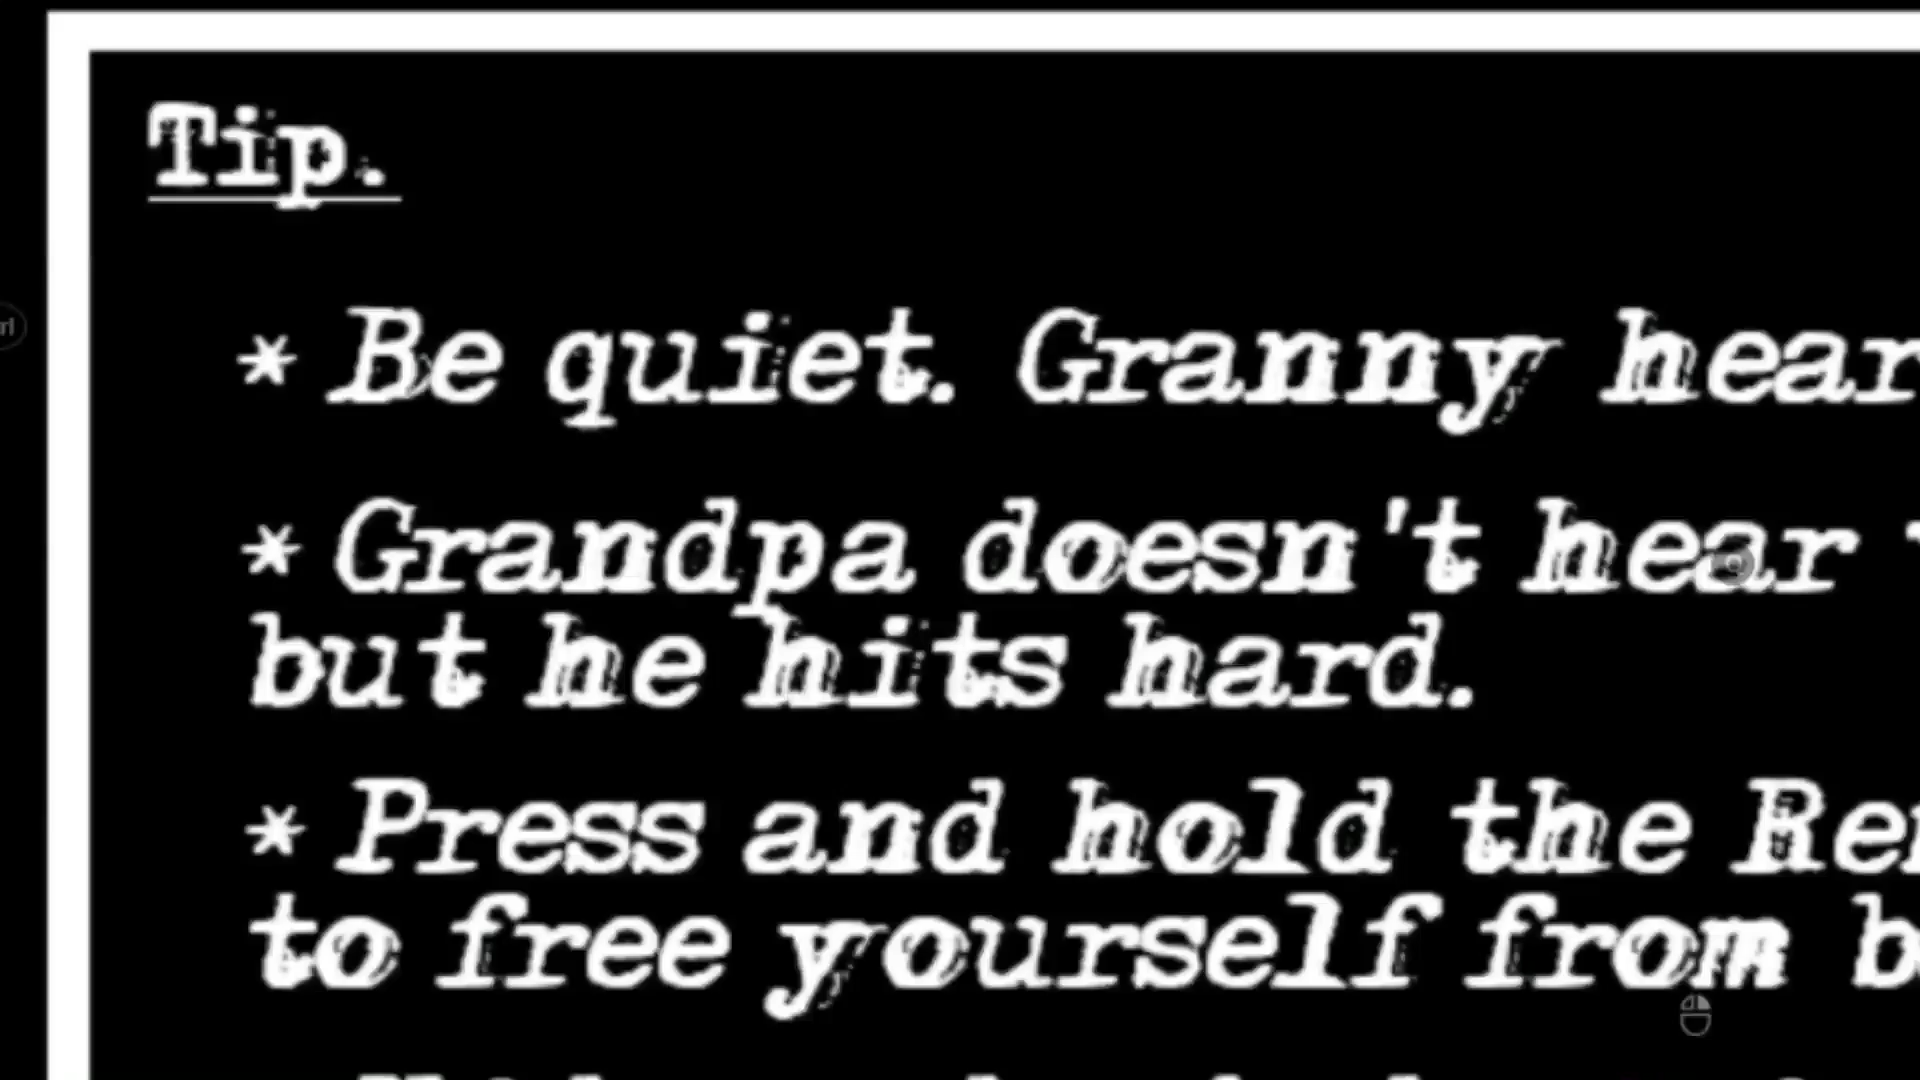 Tip.
* Be quiet. Granny hear
* Grandpa doesn't hear
but he hits hard.
* Press and hold the
to free yourself from